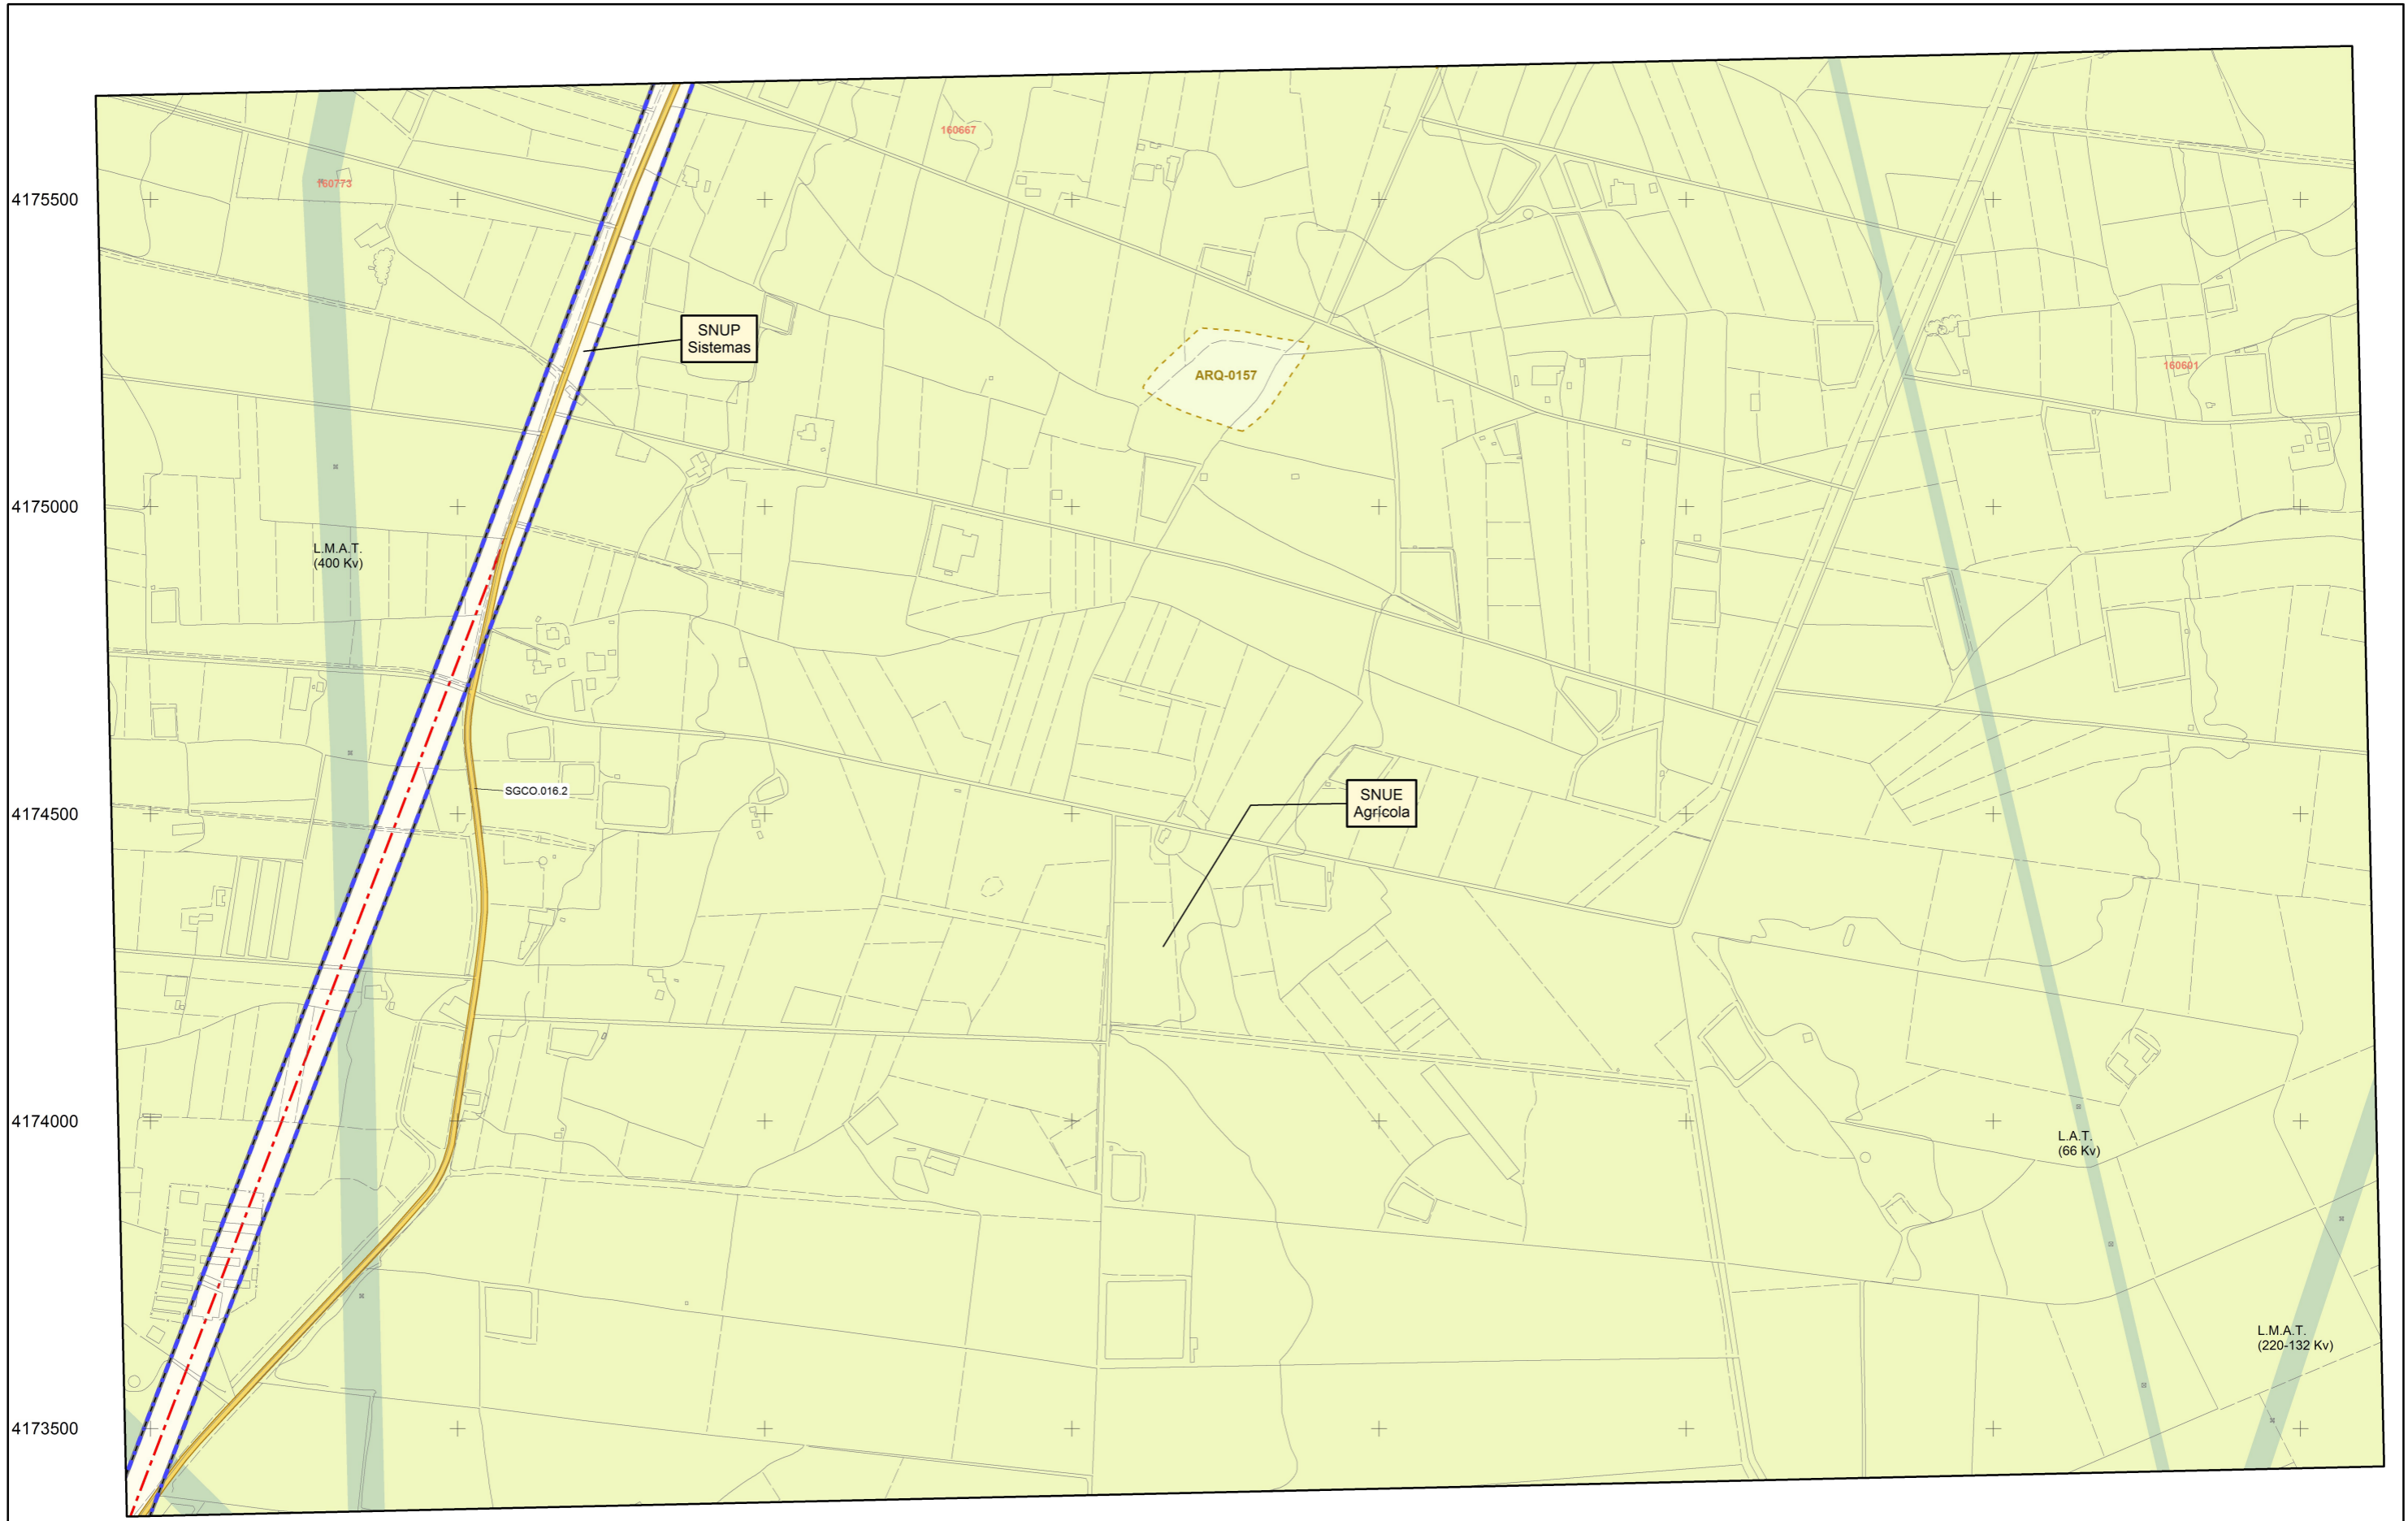 160667
160773
4175500
SNUP
Sistemas
160601
ARQ-0157
4175000
L.M.A.T.
(400 Kv)
SGCO.016.2
SNUE
Agrícola
4174500
4174000
L.A.T.
(66 Kv)
L.M.A.T.
(220-132 Kv)
4173500